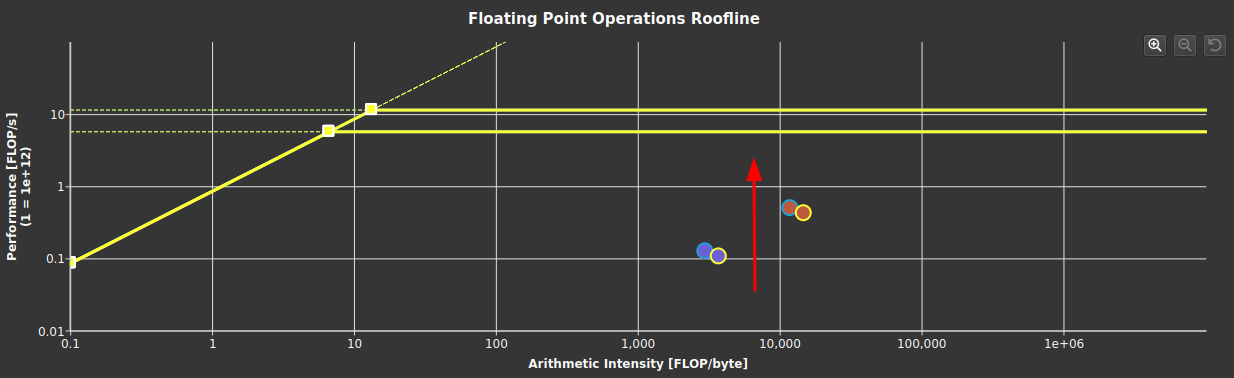 Floating Point Operations Roofline
Performance [FLOP/s]
(1 = 1e+12)
10
1
0.1
0.01
0.1
1
10
100
1,000
10,000
100,000
1e+06
Arithmetic Intensity [FLOP/byte]